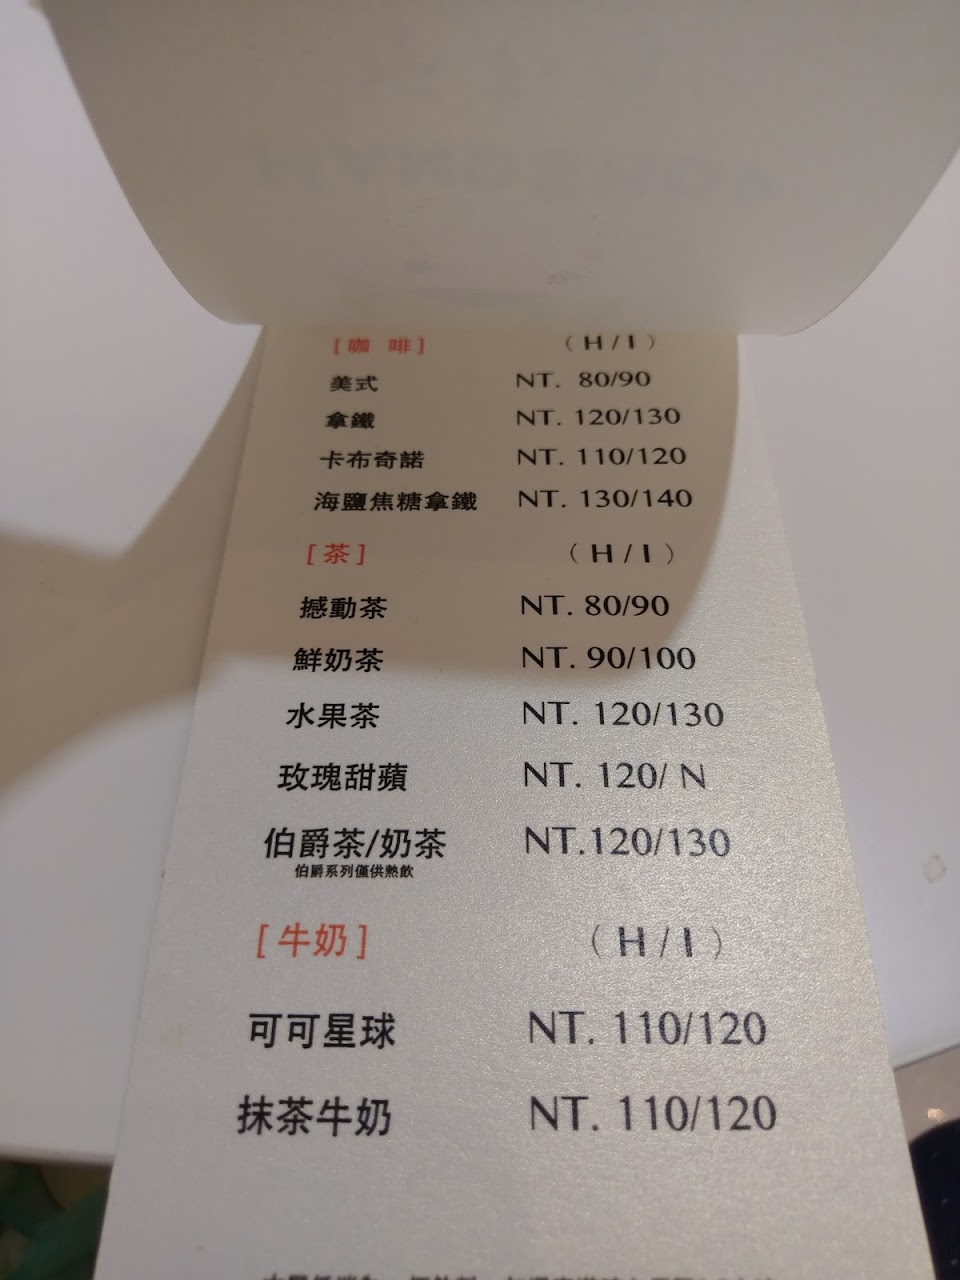 [咖 啡] (H/I)
美式 NT. 80/90
拿鐵 NT. 120/130
卡布奇諾 NT. 110/120
海鹽焦糖拿鐵 NT. 130/140
[茶] (H/I)
撼動茶 NT. 80/90
鮮奶茶 NT. 90/100
水果茶 NT. 120/130
玫瑰甜蘋 NT. 120/ N
伯爵茶/奶茶 NT.120/130
伯爵系列僅供熱飲
[牛奶] (H/I)
可可星球 NT. 110/120
抹茶牛奶 NT. 110/120